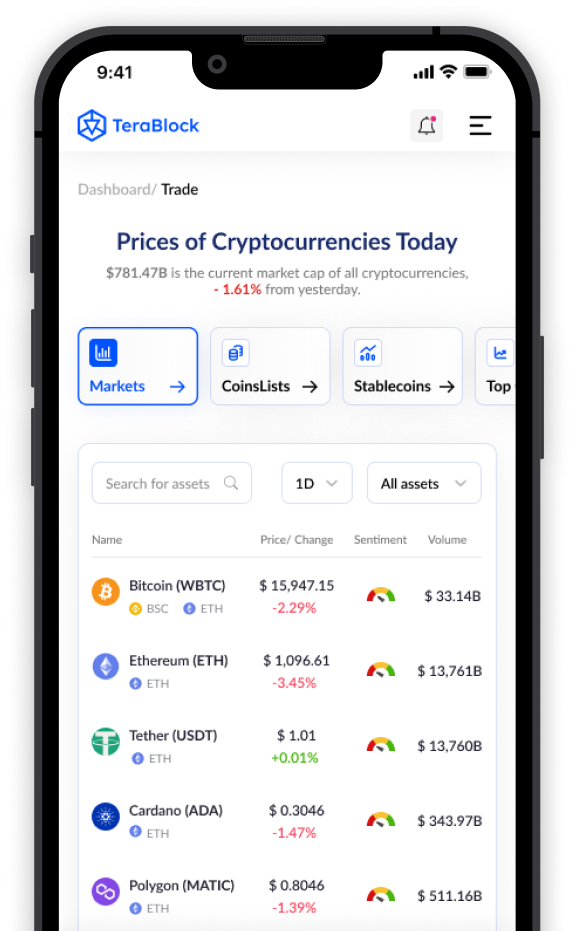 9:41
TeraBlock
Dashboard/ Trade
Prices of Cryptocurrencies Today
$781.47B is the current market cap of all cryptocurrencies,
- 1.61% from yesterday.
Markets → CoinsLists → Stablecoins → Top
Search for assets 1D All assets
Name Price/ Change Sentiment Volume
Bitcoin (WBTC) $ 15,947.15 $ 33.14B
BSC ETH -2.29%
Ethereum (ETH) $ 1,096.61 $ 13,761B
ETH -3.45%
Tether (USDT) $ 1.01 $ 13,760B
ETH +0.01%
Cardano (ADA) $ 0.3046 $ 343.97B
ETH -1.47%
Polygon (MATIC) $ 0.8046 $ 511.16B
ETH -1.39%